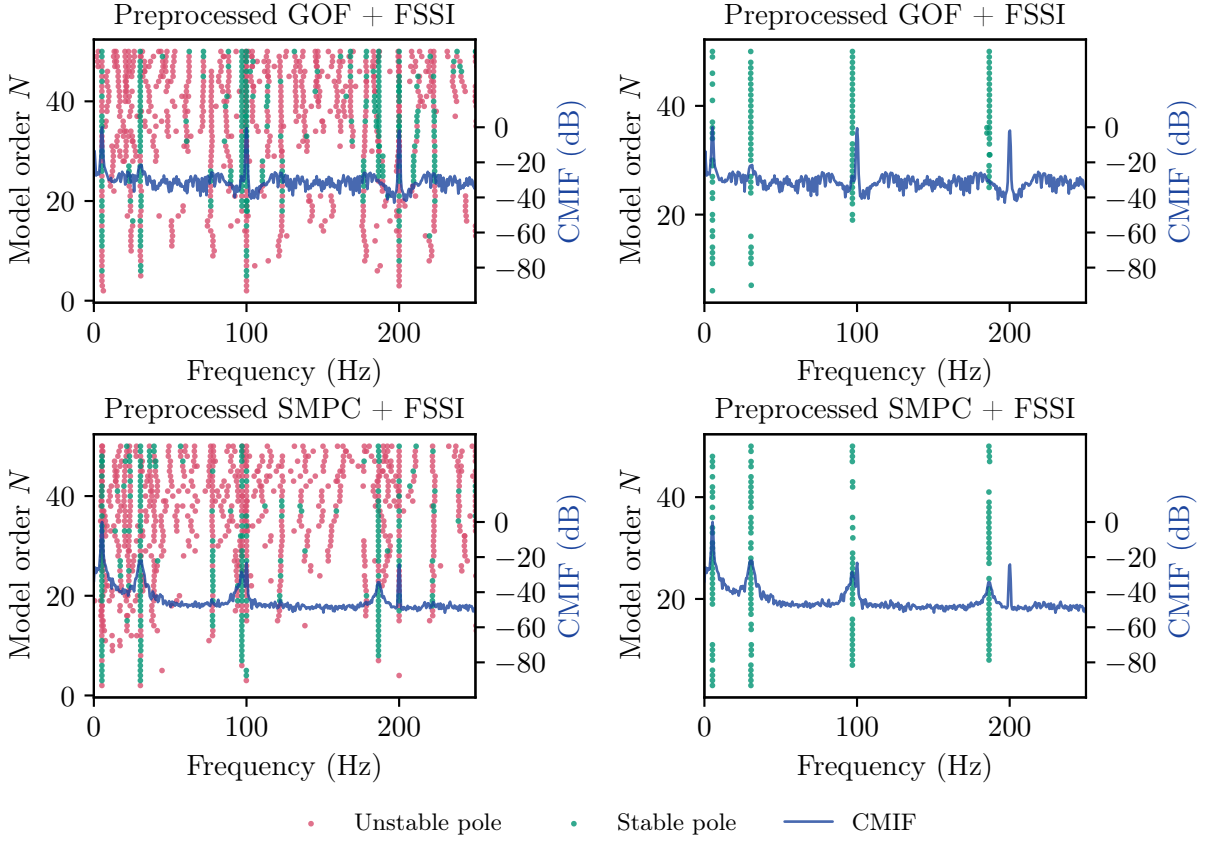 Preprocessed GOF + FSSI
Preprocessed GOF + FSSI
Model order N
40
20
0
0
−20
−40
−60
−80
CMIF (dB)
0
100
200
Frequency (Hz)
Model order N
40
20
0
−20
−40
−60
−80
CMIF (dB)
0
100
200
Frequency (Hz)
Preprocessed SMPC + FSSI
Preprocessed SMPC + FSSI
Model order N
40
20
0
0
−20
−40
−60
−80
CMIF (dB)
0
100
200
Frequency (Hz)
Model order N
40
20
0
−20
−40
−60
−80
CMIF (dB)
0
100
200
Frequency (Hz)
Unstable pole
Stable pole
CMIF